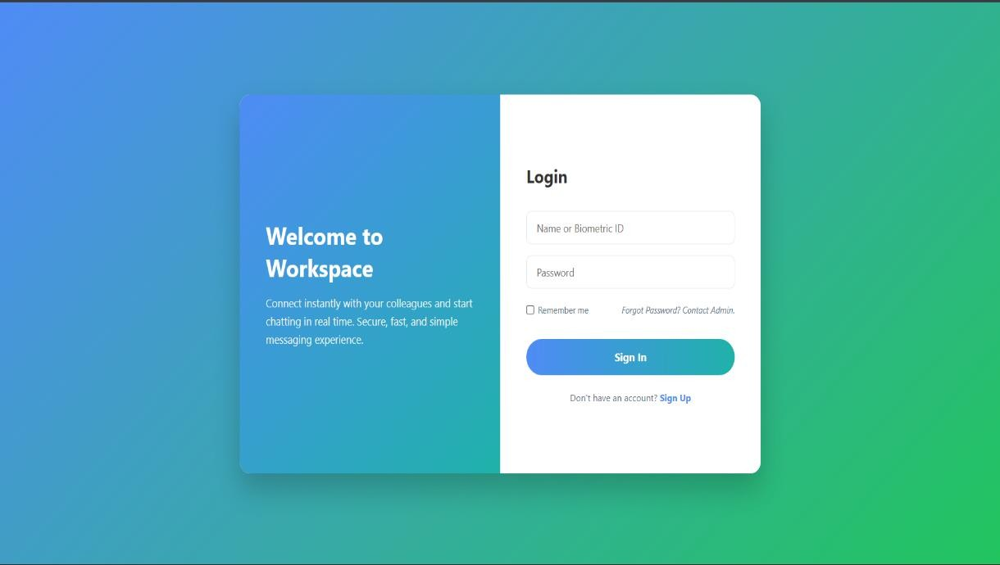 Welcome to
Workspace
Connect instantly with your colleagues and start
chatting in real time. Secure, fast, and simple
messaging experience.
Login
Name or Biometric ID
Password
Remember me
Forgot Password? Contact Admin.
Sign In
Don't have an account? Sign Up